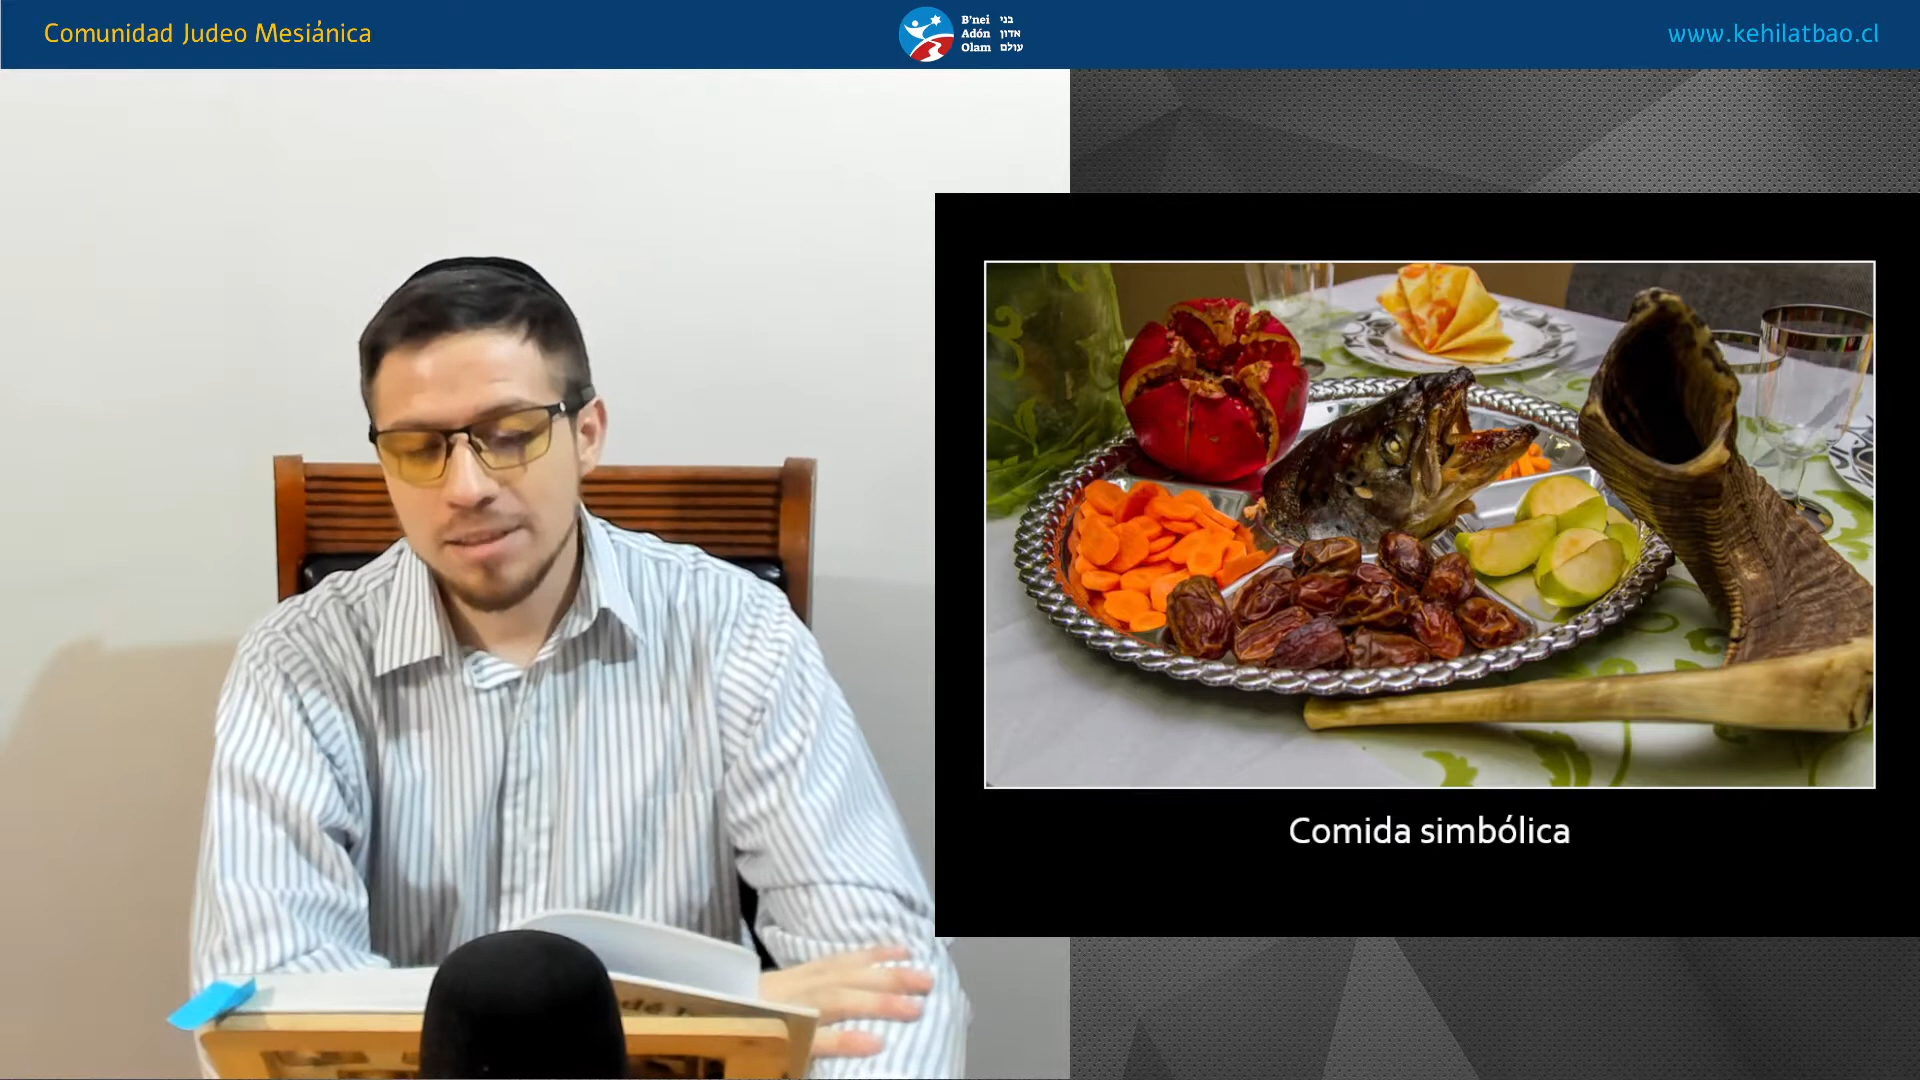 Comunidad Judeo Mesiánica
B'nei בני
Adón אדון
Olam עולם
www.kehilatbao.cl
Comida simbólica